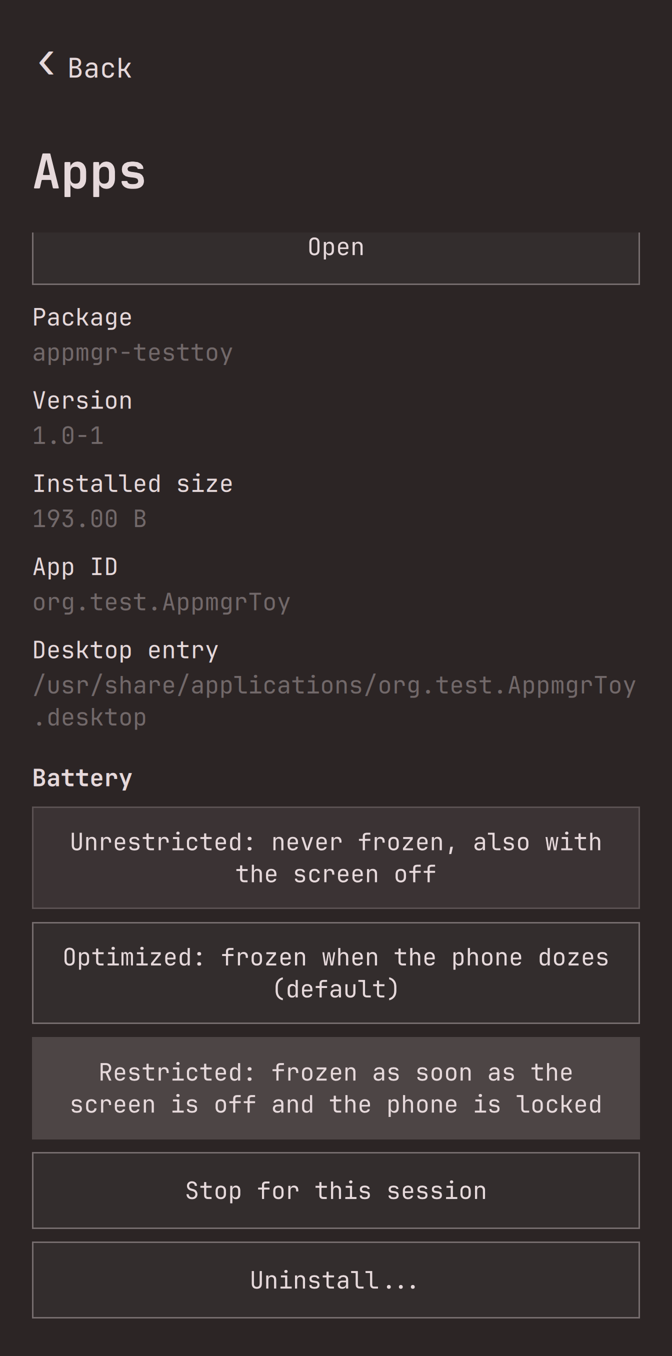 Back
Apps
Open
Package
appmgr-testtoy
Version
1.0-1
Installed size
193.00 B
App ID
org.test.AppmgrToy
Desktop entry
/usr/share/applications/org.test.AppmgrToy
.desktop
Battery
Unrestricted: never frozen, also with
the screen off
Optimized: frozen when the phone dozes
(default)
Restricted: frozen as soon as the
screen is off and the phone is locked
Stop for this session
Uninstall...